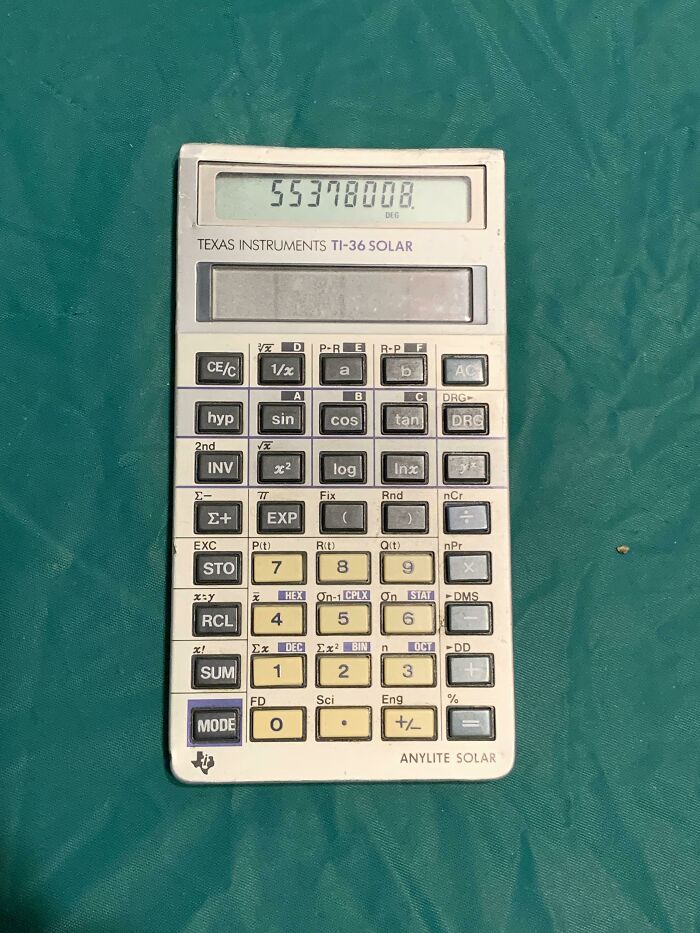 55378008.
DEG
TEXAS INSTRUMENTS TI-36 SOLAR
∛x D P-R E R-P F
CE/C 1/x a b AC
A B C DRG►
hyp sin cos tan DRG
2nd √x
INV x² log lnx yˣ
Σ− π Fix Rnd nCr
Σ+ EXP ( ) ÷
EXC P(t) R(t) Q(t) nPr
STO 7 8 9 ×
x:y x̄ HEX σn-1 CPLX σn STAT ►DMS
RCL 4 5 6 −
x! Σx DEC Σx² BIN n OCT ►DD
SUM 1 2 3 +
FD Sci Eng %
MODE 0 . +/− =
ANYLITE SOLAR